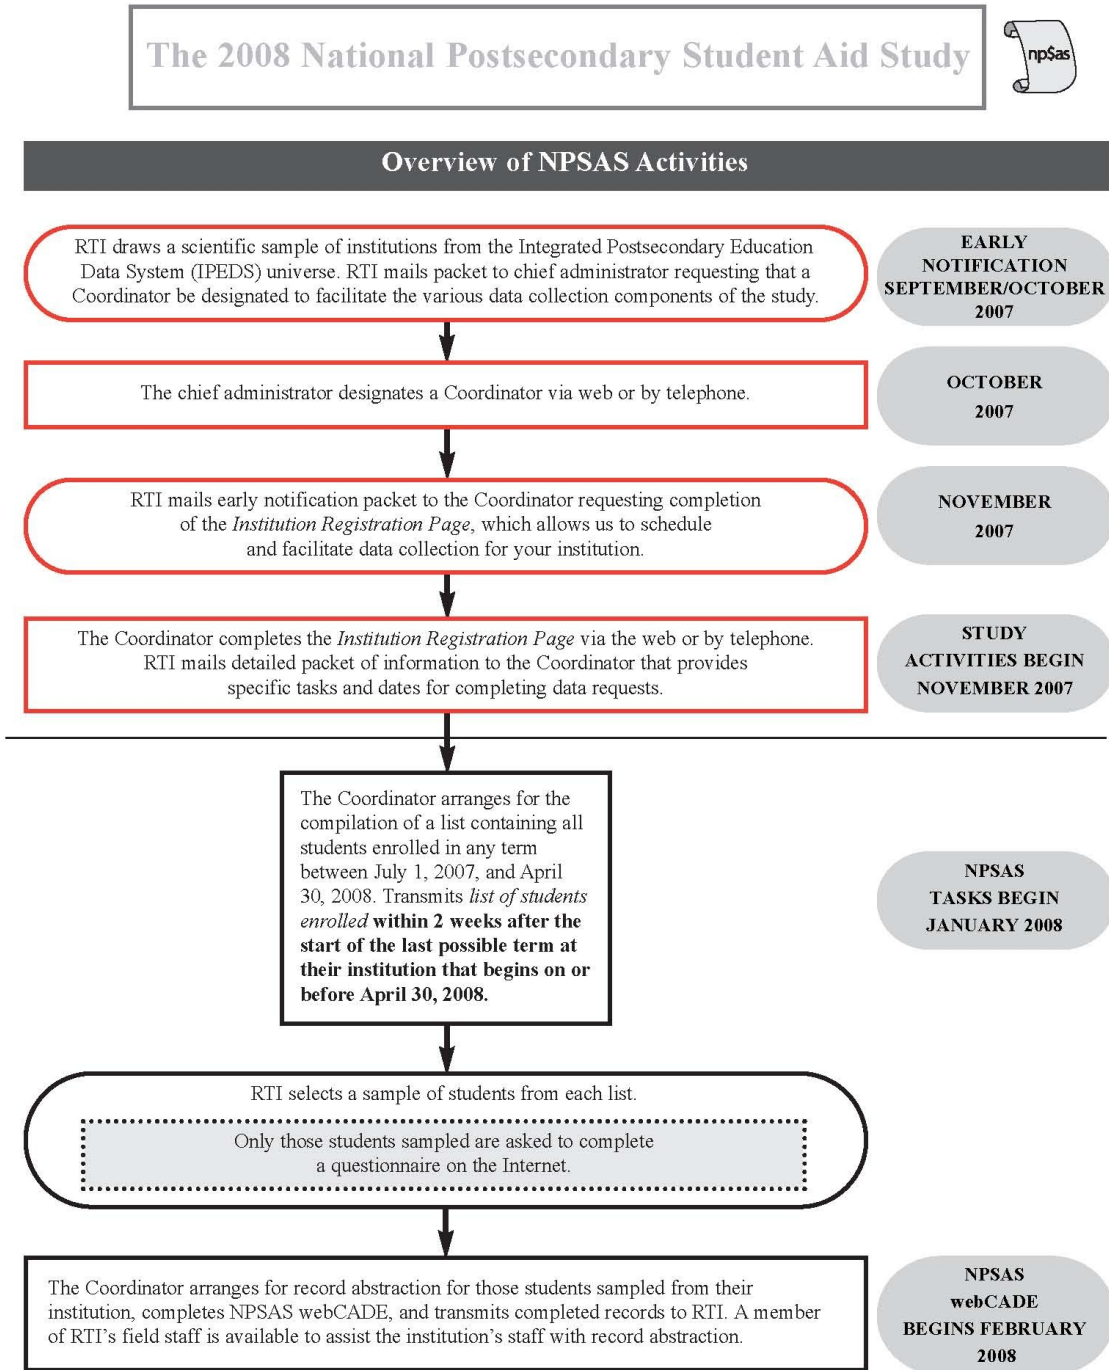 The 2008 National Postsecondary Student Aid Study
np$as
Overview of NPSAS Activities
RTI draws a scientific sample of institutions from the Integrated Postsecondary Education
Data System (IPEDS) universe. RTI mails packet to chief administrator requesting that a
Coordinator be designated to facilitate the various data collection components of the study.
EARLY
NOTIFICATION
SEPTEMBER/OCTOBER
2007
The chief administrator designates a Coordinator via web or by telephone.
OCTOBER
2007
RTI mails early notification packet to the Coordinator requesting completion
of the Institution Registration Page, which allows us to schedule
and facilitate data collection for your institution.
NOVEMBER
2007
The Coordinator completes the Institution Registration Page via the web or by telephone.
RTI mails detailed packet of information to the Coordinator that provides
specific tasks and dates for completing data requests.
STUDY
ACTIVITIES BEGIN
NOVEMBER 2007
The Coordinator arranges for the
compilation of a list containing all
students enrolled in any term
between July 1, 2007, and April
30, 2008. Transmits list of students
enrolled within 2 weeks after the
start of the last possible term at
their institution that begins on or
before April 30, 2008.
NPSAS
TASKS BEGIN
JANUARY 2008
RTI selects a sample of students from each list.
Only those students sampled are asked to complete
a questionnaire on the Internet.
The Coordinator arranges for record abstraction for those students sampled from their
institution, completes NPSAS webCADE, and transmits completed records to RTI. A member
of RTI's field staff is available to assist the institution's staff with record abstraction.
NPSAS
webCADE
BEGINS FEBRUARY
2008